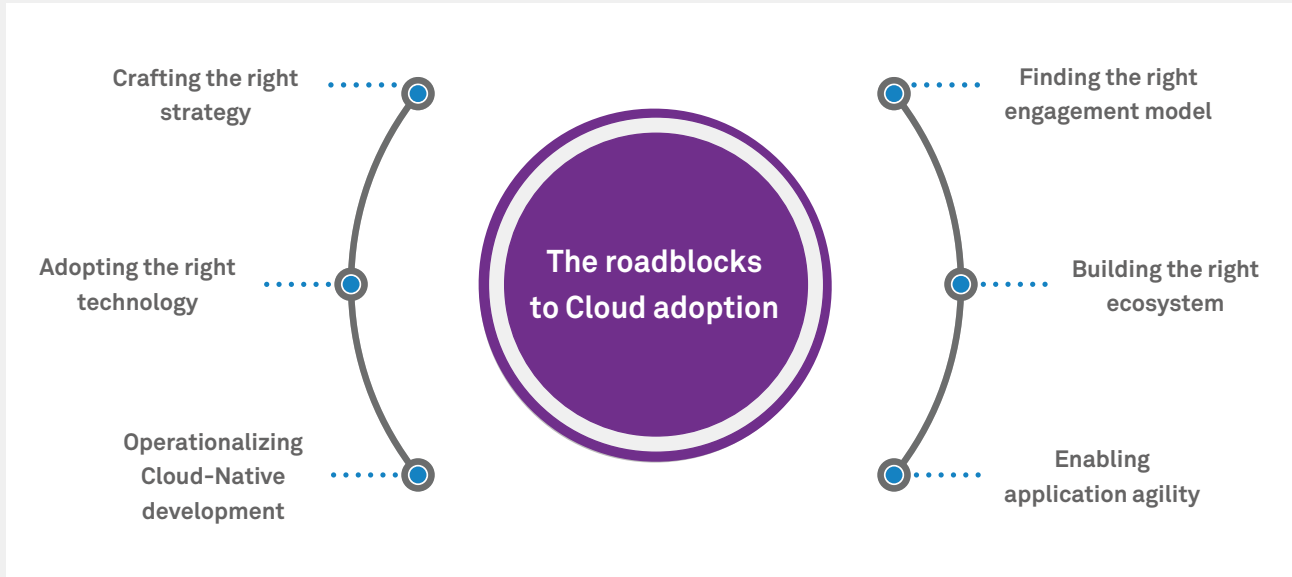 Crafting the right
strategy
Adopting the right
technology
Operationalizing
Cloud-Native
development
The roadblocks
to Cloud adoption
Finding the right
engagement model
Building the right
ecosystem
Enabling
application agility